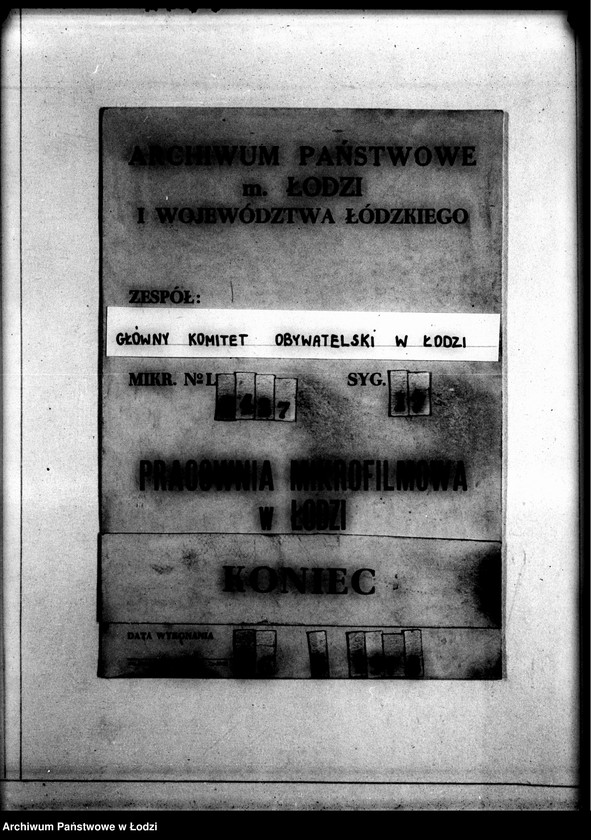 ARCHIWUM PAŃSTWOWE
m. ŁODZI
I WOJEWÓDZTWA ŁÓDZKIEGO
ZESPÓŁ:
GŁÓWNY KOMITET OBYWATELSKI W ŁODZI
MIKR. № L SYG.
PRACOWNIA MIKROFILMOWA
W ŁODZI
KONIEC
DATA WYKONANIA
Archiwum Państwowe w Łodzi